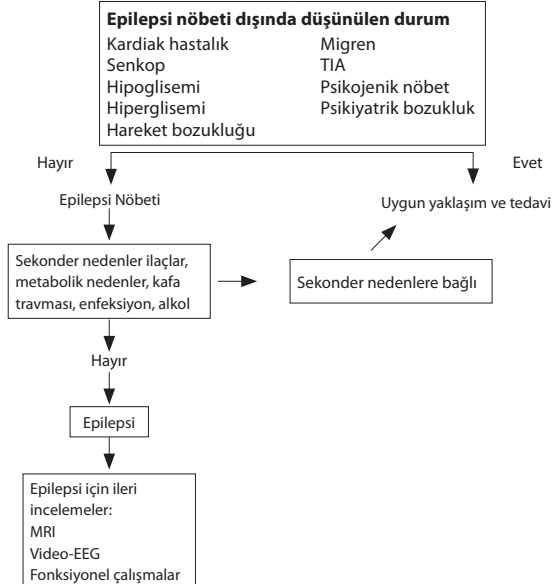 Epilepsi nöbeti dışında düşünülen durum
Kardiak hastalık
Senkop
Hipoglisemi
Hiperglisemi
Hareket bozukluğu
Migren
TIA
Psikojenik nöbet
Psikiyatrik bozukluk
Hayır
Evet
Epilepsi Nöbeti
Uygun yaklaşım ve tedavi
Sekonder nedenler ilaçlar,
metabolik nedenler, kafa
travması, enfeksiyon, alkol
Sekonder nedenlere bağlı
Hayır
Epilepsi
Epilepsi için ileri
incelemeler:
MRI
Video-EEG
Fonksiyonel çalışmalar